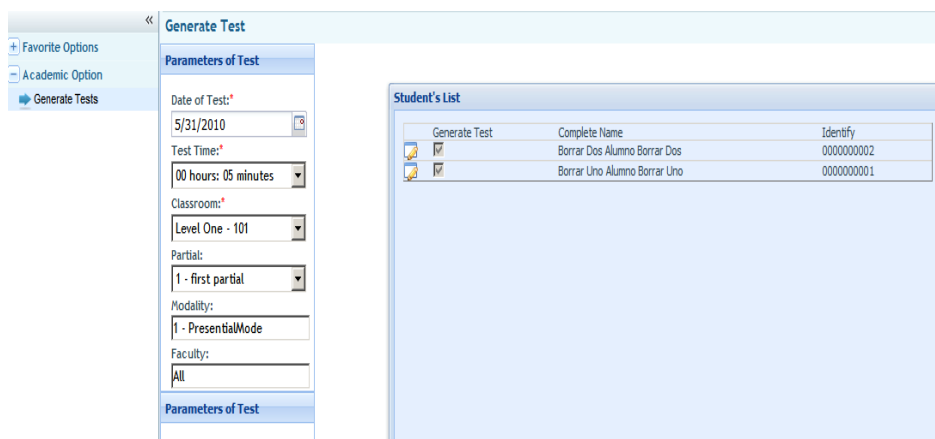 «
Generate Test
Favorite Options
Academic Option
Generate Tests
Parameters of Test
Date of Test:*
5/31/2010
Test Time:*
00 hours: 05 minutes
Classroom:*
Level One - 101
Partial:
1 - first partial
Modality:
1 - PresentialMode
Faculty:
All
Parameters of Test
Student's List
Generate Test Complete Name Identify
Borrar Dos Alumno Borrar Dos 0000000002
Borrar Uno Alumno Borrar Uno 0000000001